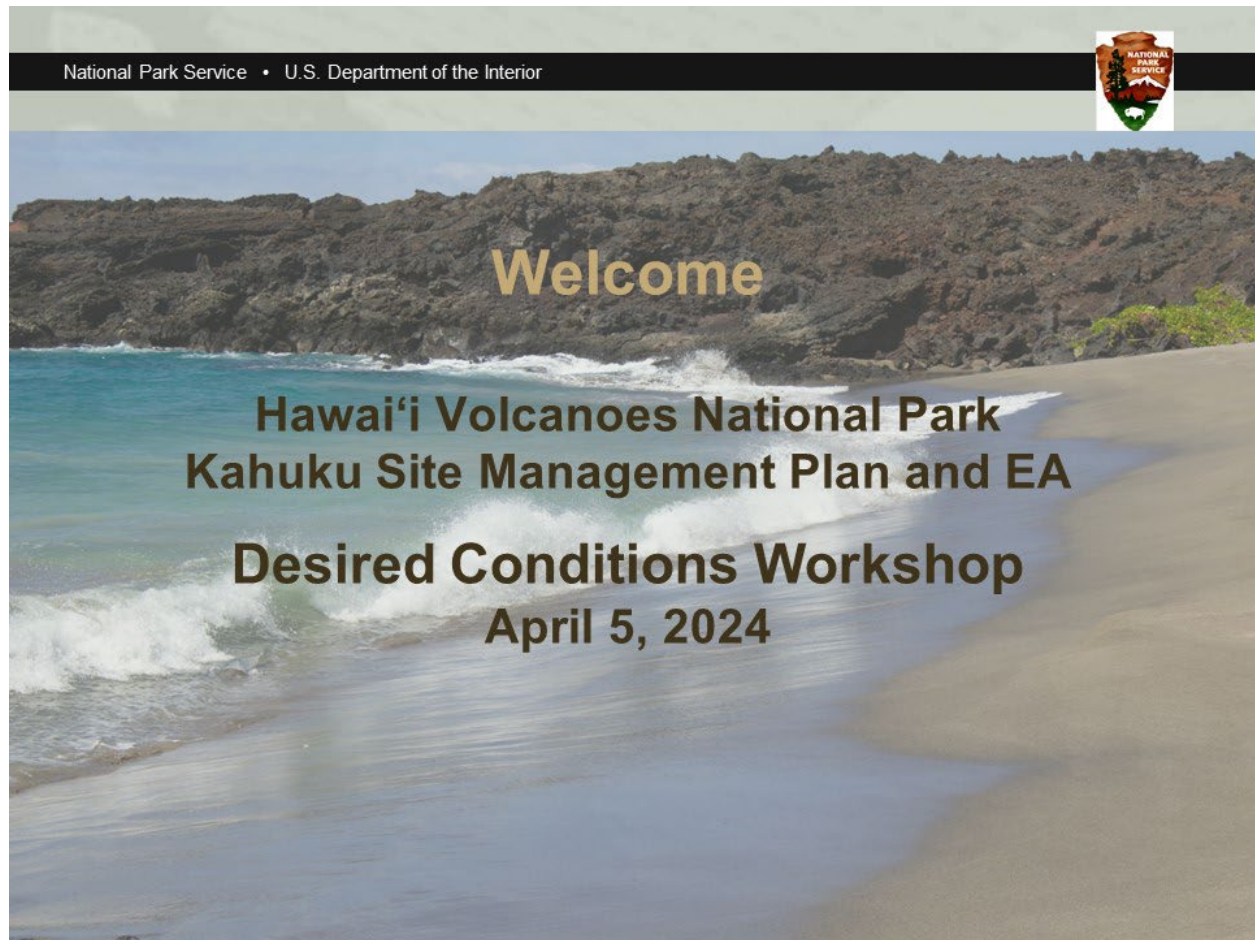 National Park Service • U.S. Department of the Interior
NATIONAL
PARK
SERVICE
Welcome
Hawaiʻi Volcanoes National Park
Kahuku Site Management Plan and EA
Desired Conditions Workshop
April 5, 2024